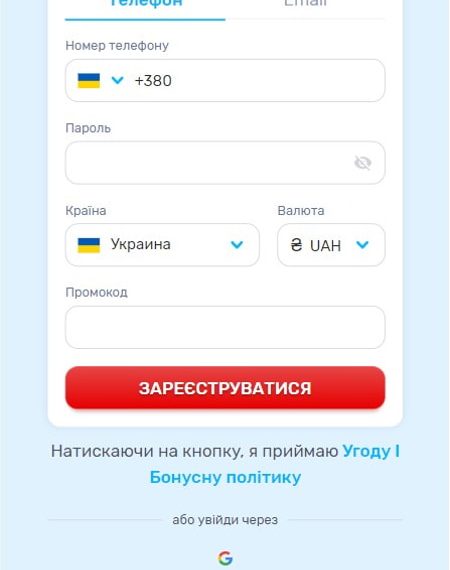 Телефон Email
Номер телефону
+380
Пароль
Країна Валюта
Украина ₴ UAH
Промокод
ЗАРЕЄСТРУВАТИСЯ
Натискаючи на кнопку, я приймаю Угоду І
Бонусну політику
або увійди через
G